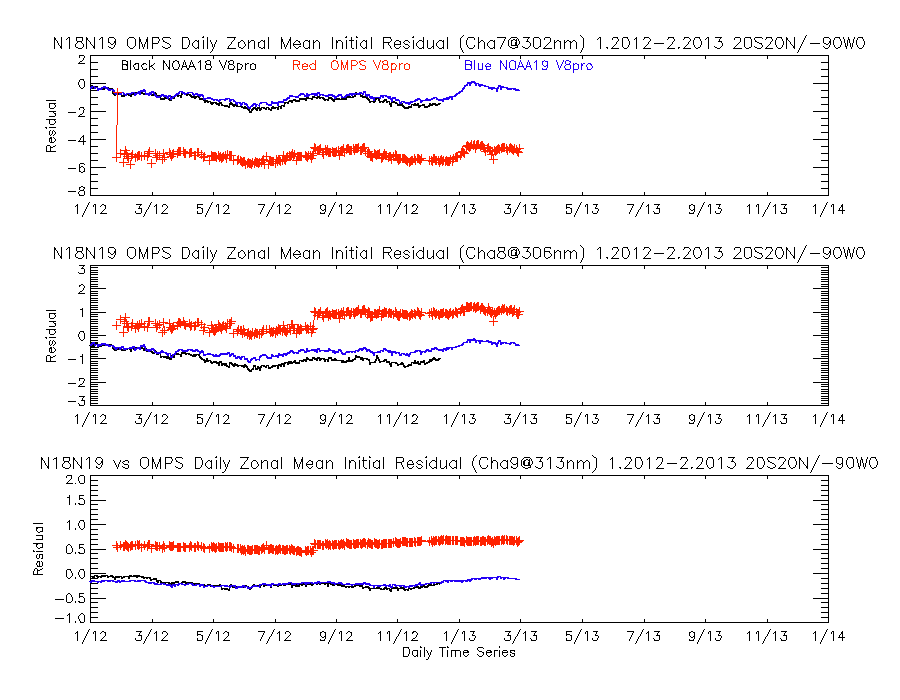 N18N19 OMPS Daily Zonal Mean Initial Residual (Cha7@302nm) 1.2012-2.2013 20S20N/-90W0
Black NOAA18 V8pro Red OMPS V8pro Blue NOAA19 V8pro
2
0
-2
-4
-6
-8
Residual
1/12 3/12 5/12 7/12 9/12 11/12 1/13 3/13 5/13 7/13 9/13 11/13 1/14
N18N19 OMPS Daily Zonal Mean Initial Residual (Cha8@306nm) 1.2012-2.2013 20S20N/-90W0
3
2
1
0
-1
-2
-3
Residual
1/12 3/12 5/12 7/12 9/12 11/12 1/13 3/13 5/13 7/13 9/13 11/13 1/14
N18N19 vs OMPS Daily Zonal Mean Initial Residual (Cha9@313nm) 1.2012-2.2013 20S20N/-90W0
2.0
1.5
1.0
0.5
0.0
-0.5
-1.0
Residual
1/12 3/12 5/12 7/12 9/12 11/12 1/13 3/13 5/13 7/13 9/13 11/13 1/14
Daily Time Series